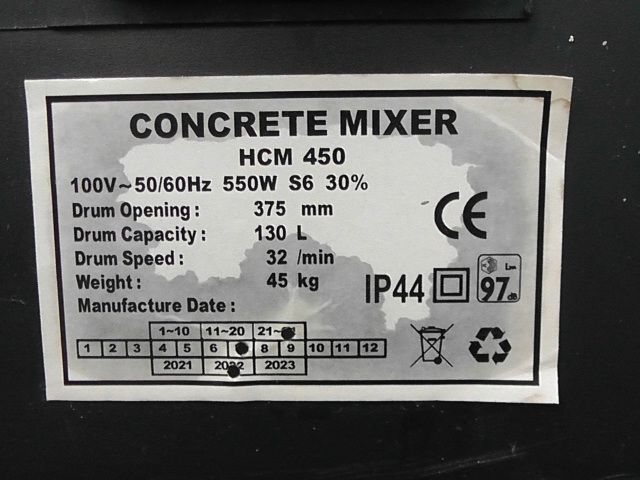 CONCRETE MIXER
HCM 450
100V~50/60Hz 550W S6 30%
Drum Opening : 375 mm
Drum Capacity : 130 L
Drum Speed : 32 /min
Weight : 45 kg
Manufacture Date :
CE
IP44 97 dB
1~10 11~20
1 2 3 4 5 6 8 9 10 11 12
2021 2022 2023